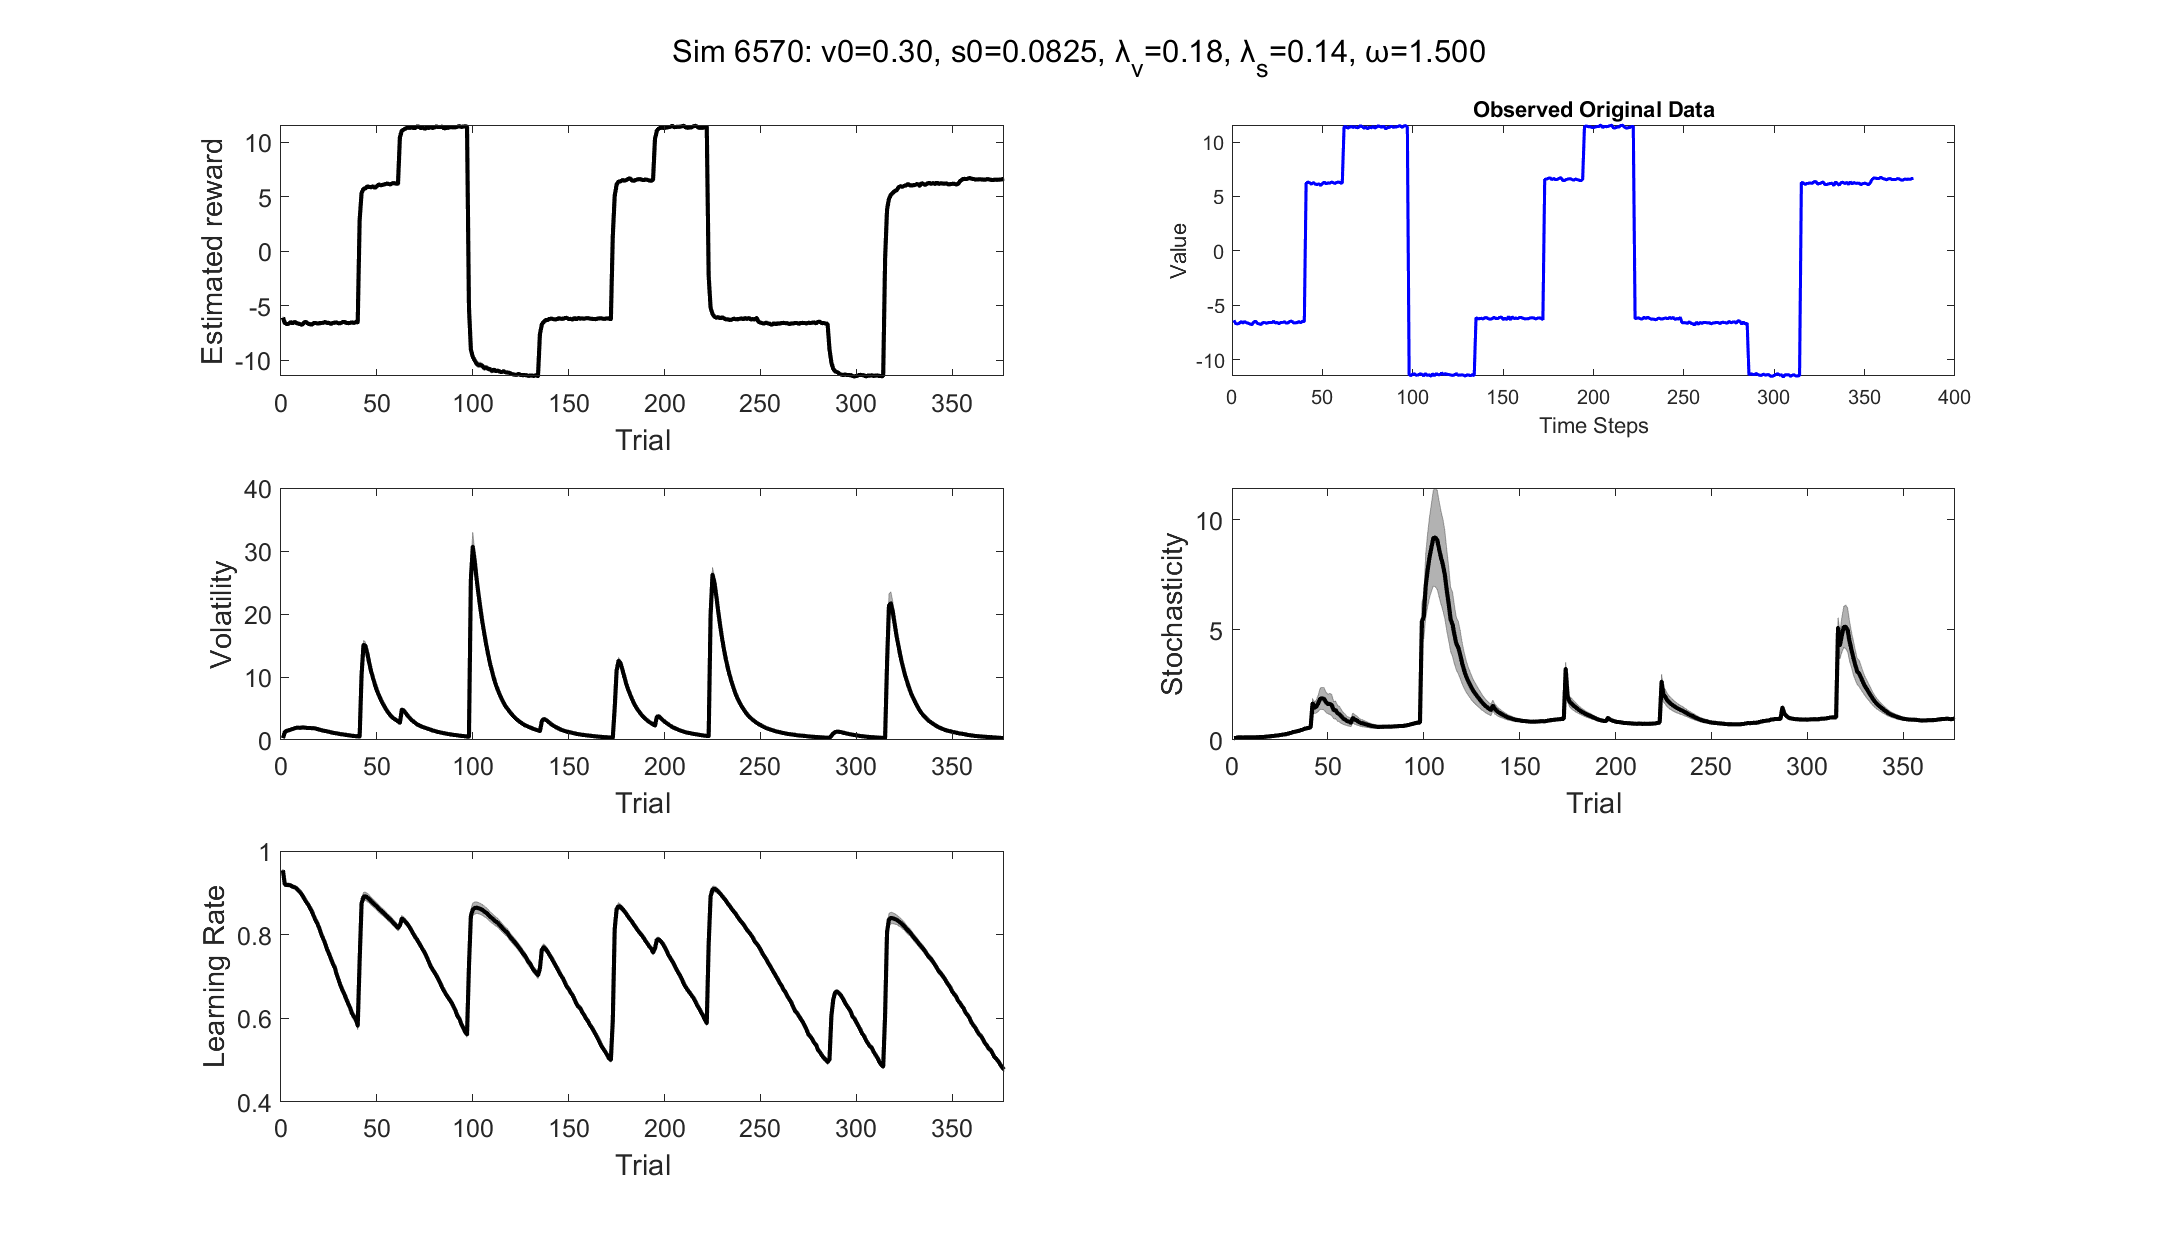 Sim 6570: v0=0.30, s0=0.0825, λv=0.18, λs=0.14, ω=1.500
Estimated reward
10
5
0
-5
-10
0 50 100 150 200 250 300 350
Trial
Observed Original Data
Value
10
5
0
-5
-10
0 50 100 150 200 250 300 350 400
Time Steps
Volatility
40
30
20
10
0
0 50 100 150 200 250 300 350
Trial
Stochasticity
10
5
0
0 50 100 150 200 250 300 350
Trial
Learning Rate
1
0.8
0.6
0.4
0 50 100 150 200 250 300 350
Trial